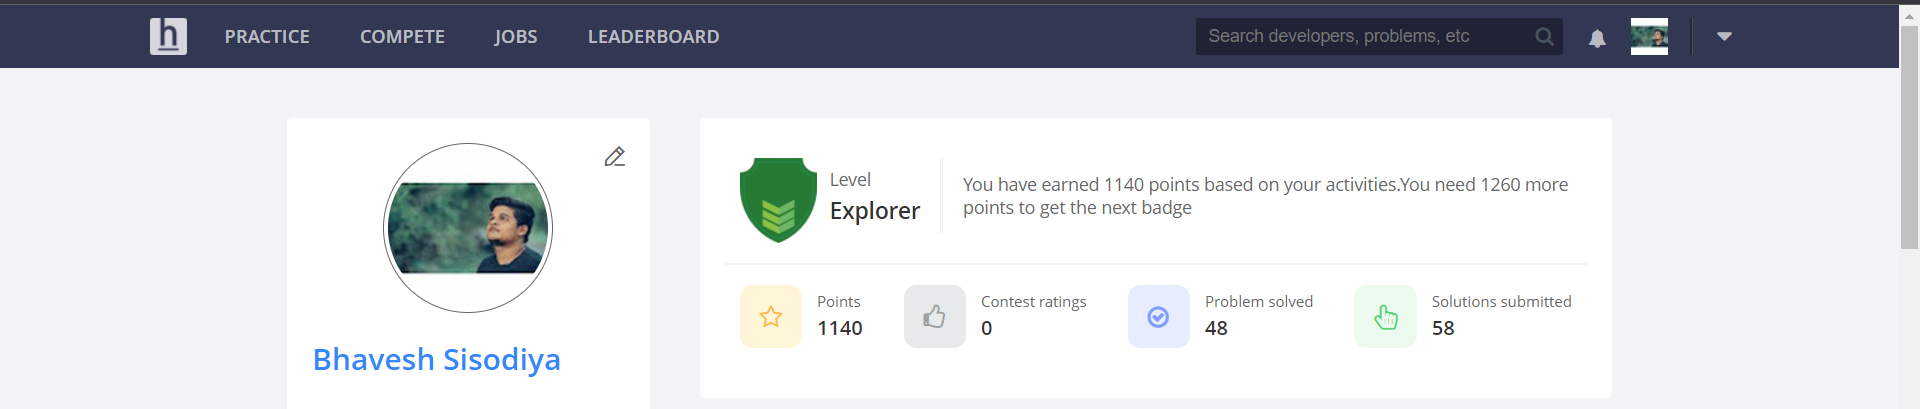 h PRACTICE COMPETE JOBS LEADERBOARD Search developers, problems, etc
Level
Explorer
You have earned 1140 points based on your activities.You need 1260 more
points to get the next badge
Points
1140
Contest ratings
0
Problem solved
48
Solutions submitted
58
Bhavesh Sisodiya